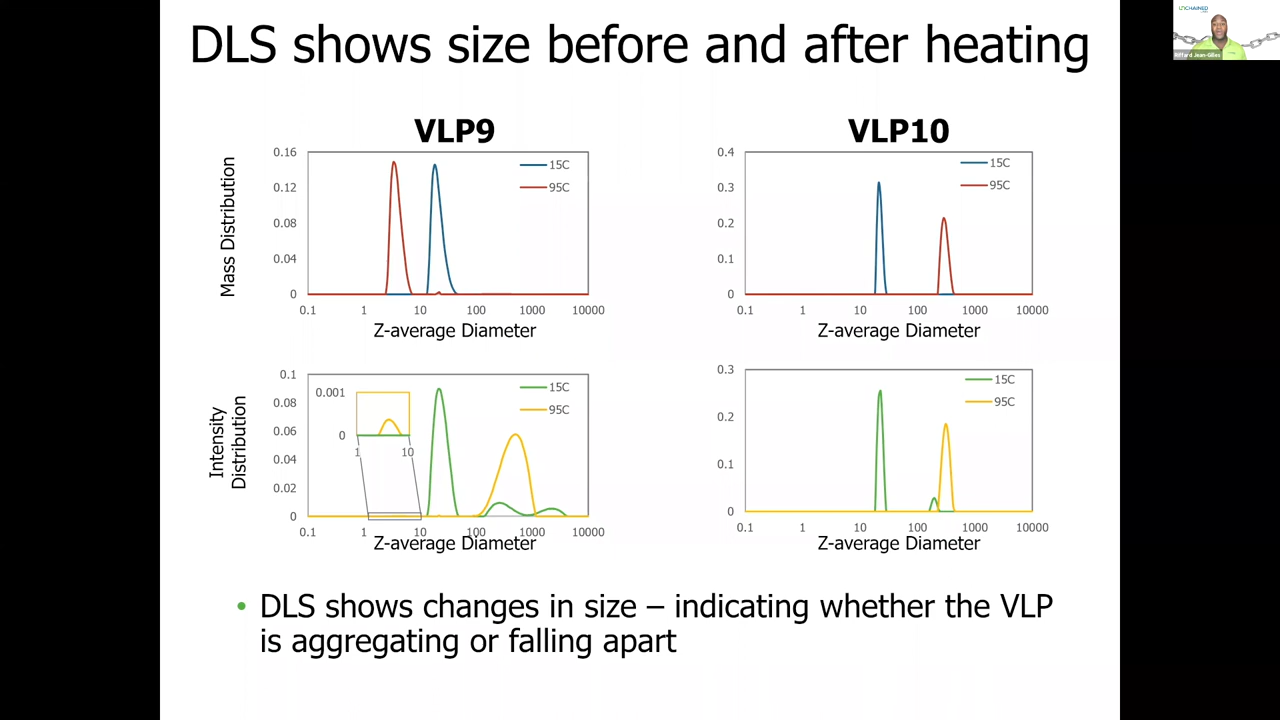 DLS shows size before and after heating
UNCHAINED
LABS
Riffard Jean-Gilles
VLP9
Mass Distribution
0.16
0.12
0.08
0.04
0
15C
95C
0.1 1 10 100 1000 10000
Z-average Diameter
VLP10
0.4
0.3
0.2
0.1
0
15C
95C
0.1 1 10 100 1000 10000
Z-average Diameter
Intensity
Distribution
0.1
0.08
0.06
0.04
0.02
0
0.001
0
1 10
15C
95C
0.1 1 10 100 1000 10000
Z-average Diameter
0.3
0.2
0.1
0
15C
95C
0.1 1 10 100 1000 10000
Z-average Diameter
• DLS shows changes in size – indicating whether the VLP
is aggregating or falling apart